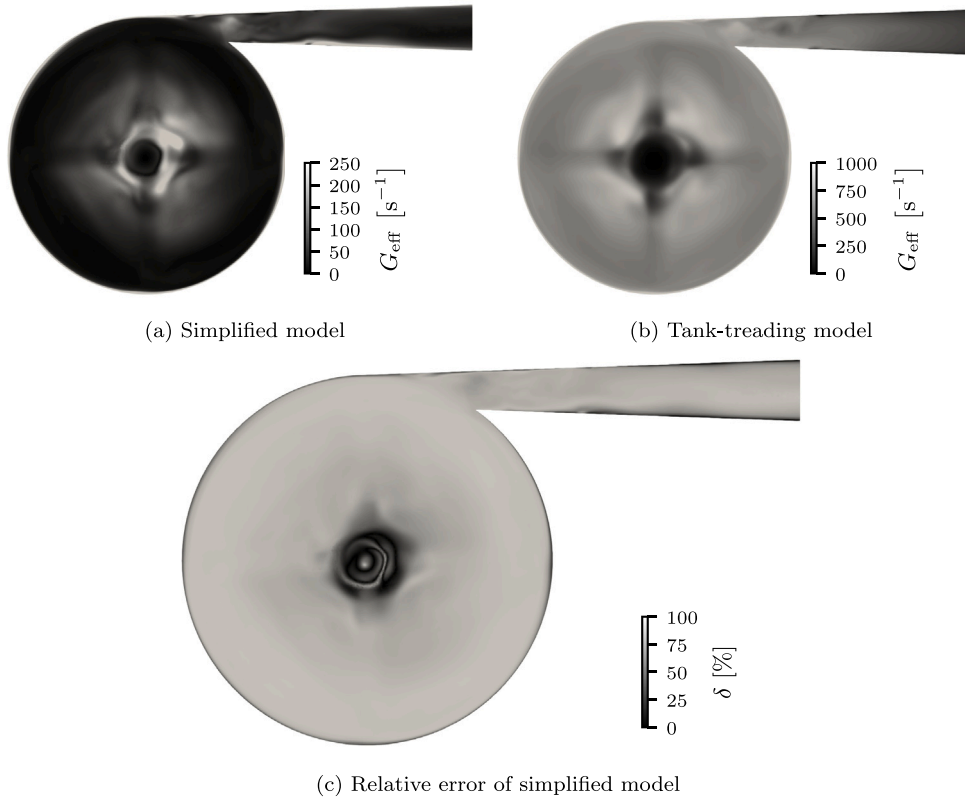 250
200
150
100
50
0
G_eff [s⁻¹]
1000
750
500
250
0
G_eff [s⁻¹]
(a) Simplified model
(b) Tank-treading model
100
75
50
25
0
δ [%]
(c) Relative error of simplified model